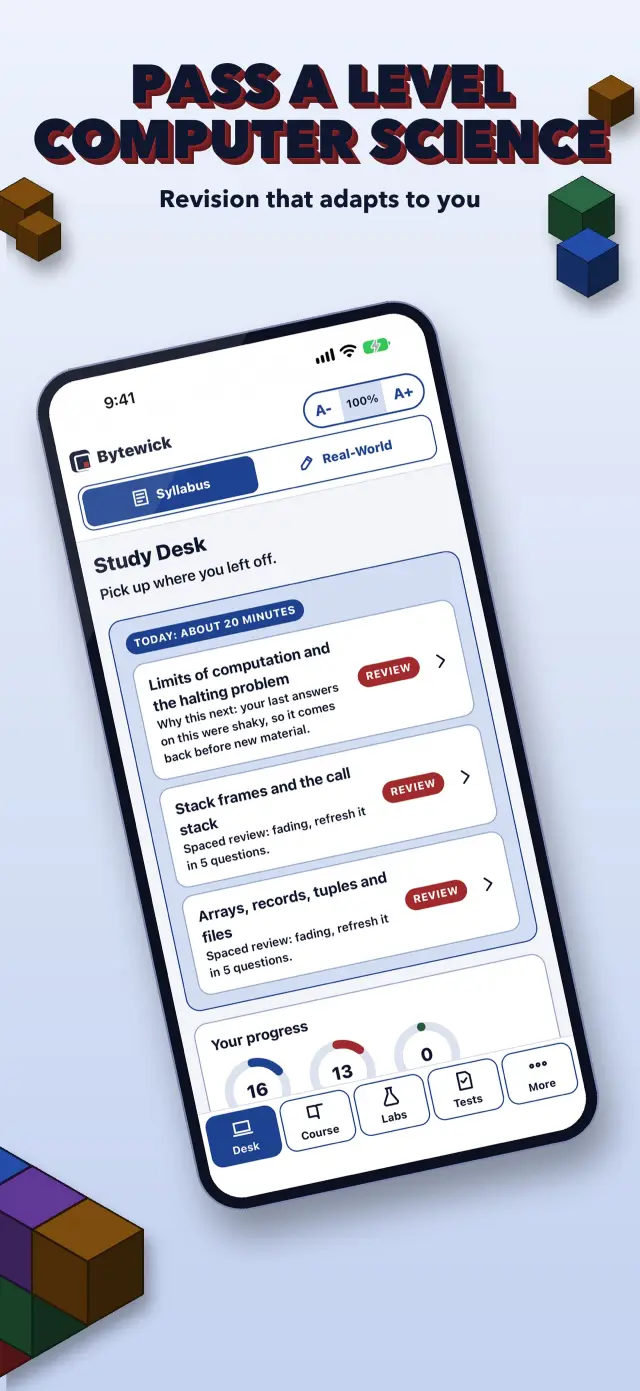 PASS A LEVEL
COMPUTER SCIENCE
Revision that adapts to you
9:41
A- 100% A+
Bytewick
Syllabus
Real-World
Study Desk
Pick up where you left off.
TODAY: ABOUT 20 MINUTES
Limits of computation and
the halting problem
Why this next: your last answers
on this were shaky, so it comes
back before new material.
REVIEW
Stack frames and the call
stack
Spaced review: fading, refresh it
in 5 questions.
REVIEW
Arrays, records, tuples and
files
Spaced review: fading, refresh it
in 5 questions.
REVIEW
Your progress
16
13
0
Desk
Course
Labs
Tests
More